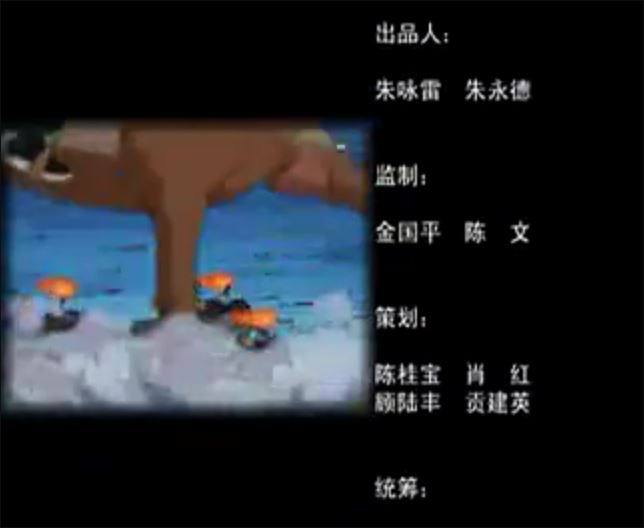 出品人：
朱咏雷 朱永德
监制：
金国平 陈 文
策划：
陈桂宝 肖 红
顾陆丰 贡建英
统筹：